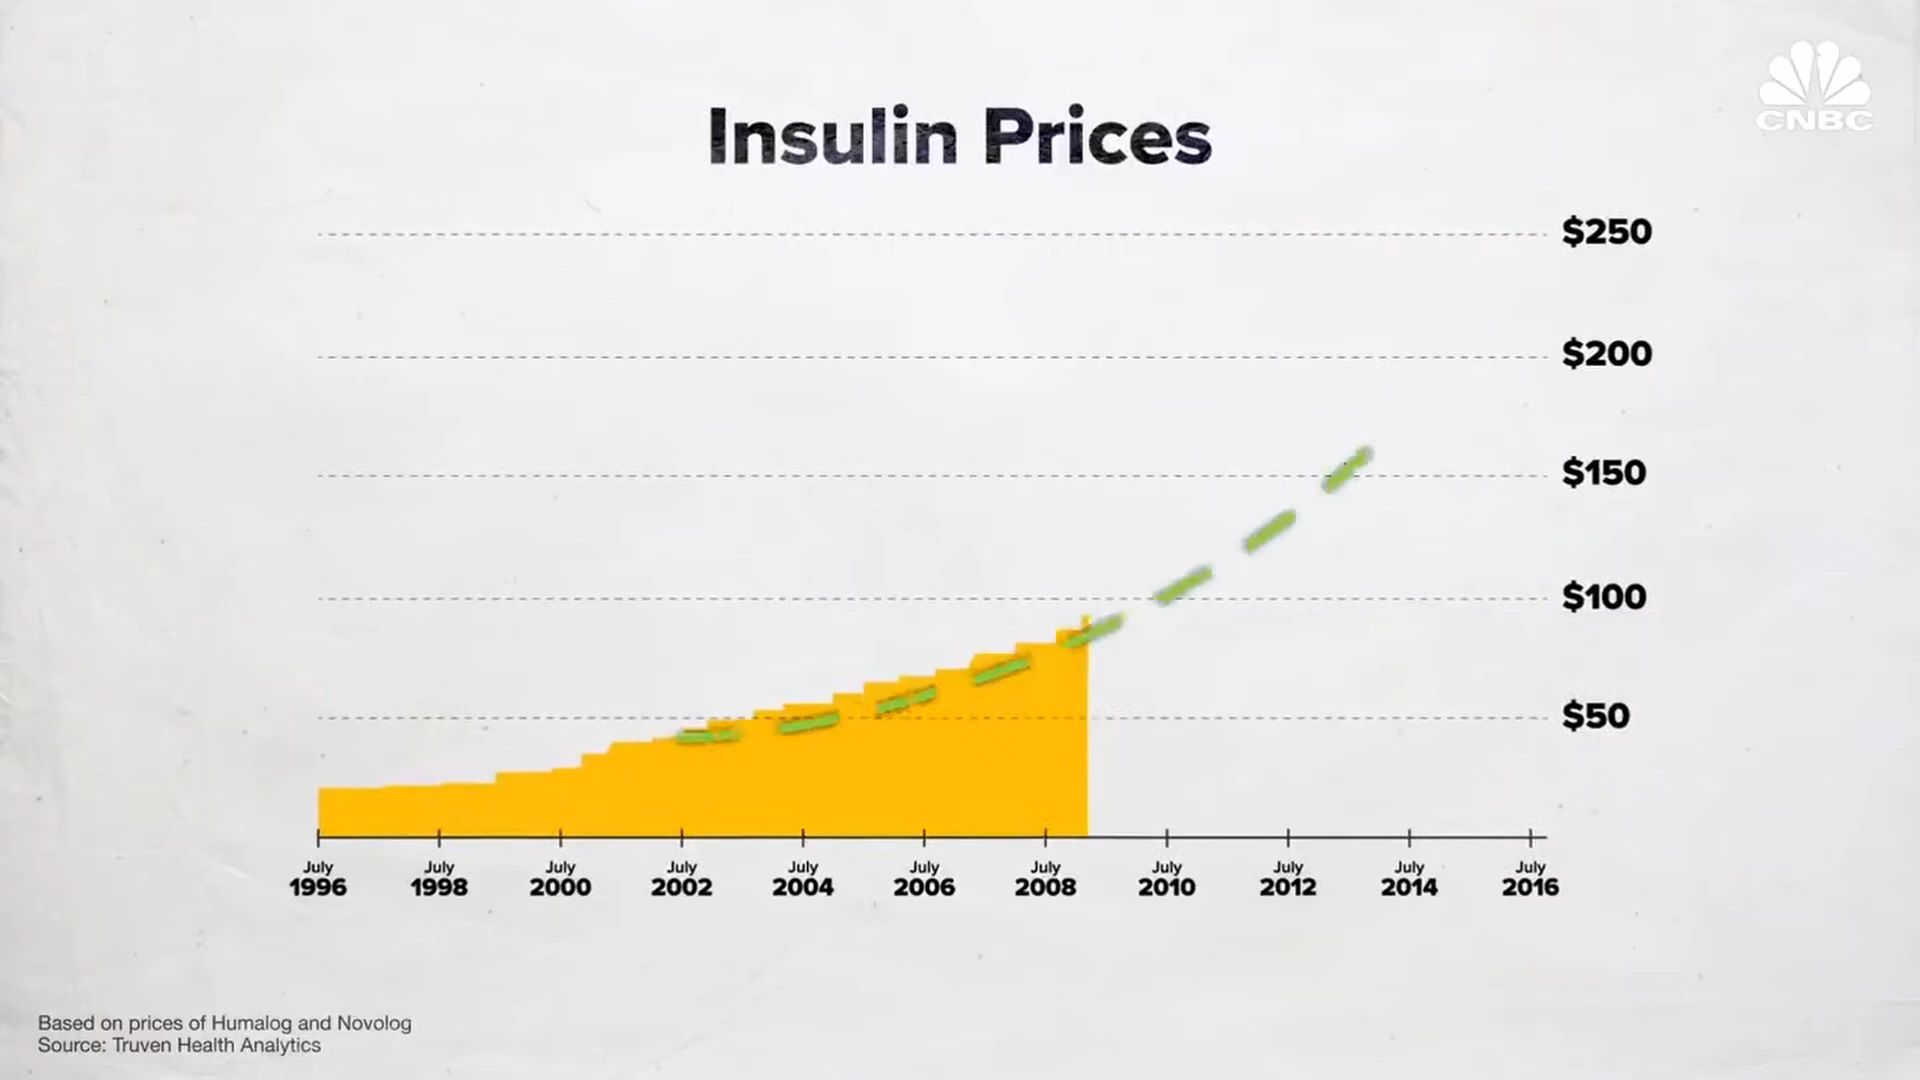 CNBC
Insulin Prices
$250
$200
$150
$100
$50
July July July July July July July July July July July
1996 1998 2000 2002 2004 2006 2008 2010 2012 2014 2016
Based on prices of Humalog and Novolog
Source: Truven Health Analytics